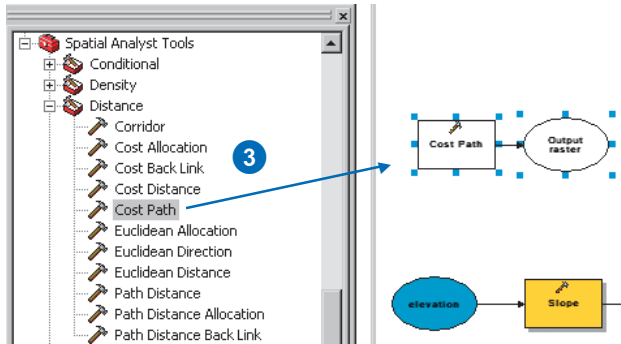 Spatial Analyst Tools
Conditional
Density
Distance
Corridor
Cost Allocation
Cost Back Link
Cost Distance
Cost Path
Euclidean Allocation
Euclidean Direction
Euclidean Distance
Path Distance
Path Distance Allocation
Path Distance Back Link
3
Cost Path
Output
raster
elevation
Slope